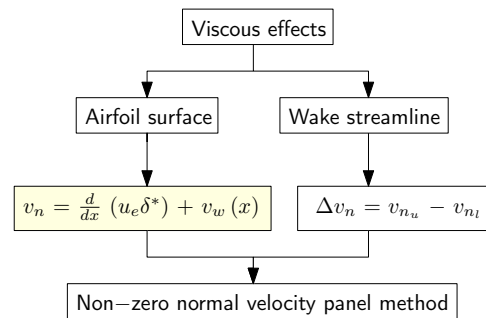 Viscous effects
Airfoil surface
Wake streamline
v_n = \frac{d}{dx} (u_e δ*) + v_w (x)
Δv_n = v_{n_u} − v_{n_l}
Non−zero normal velocity panel method